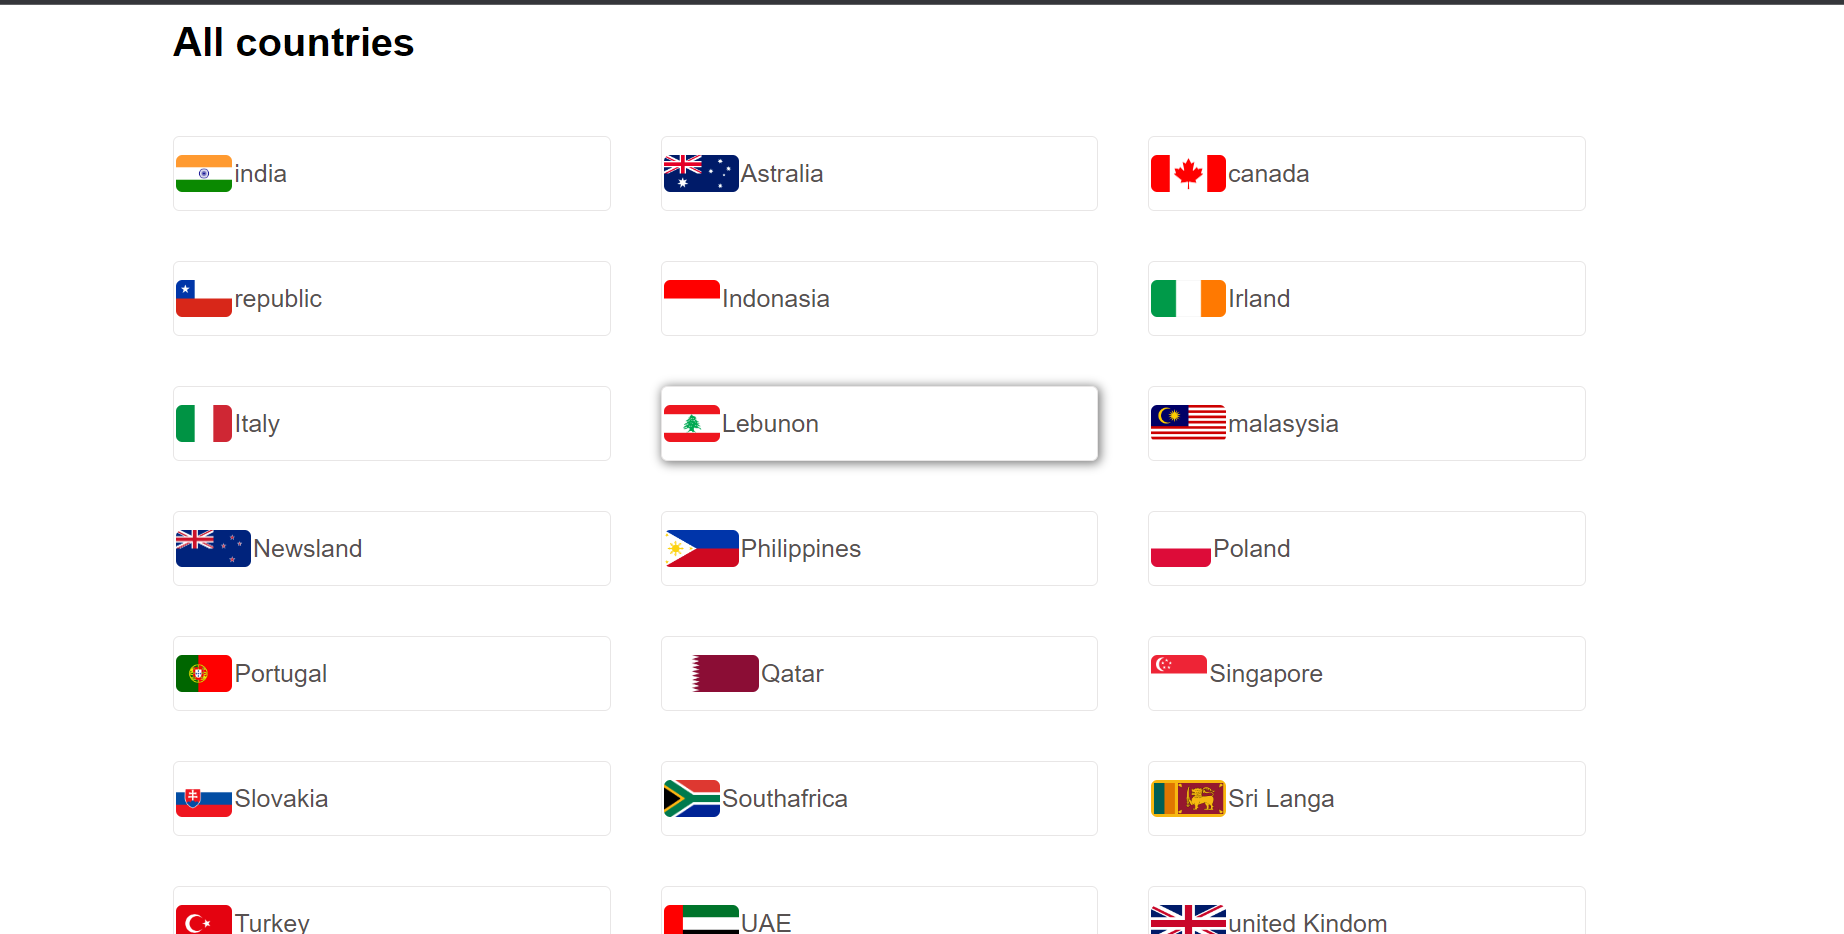 All countries
india
Astralia
canada
republic
Indonasia
Irland
Italy
Lebunon
malasysia
Newsland
Philippines
Poland
Portugal
Qatar
Singapore
Slovakia
Southafrica
Sri Langa
Turkey
UAE
united Kindom